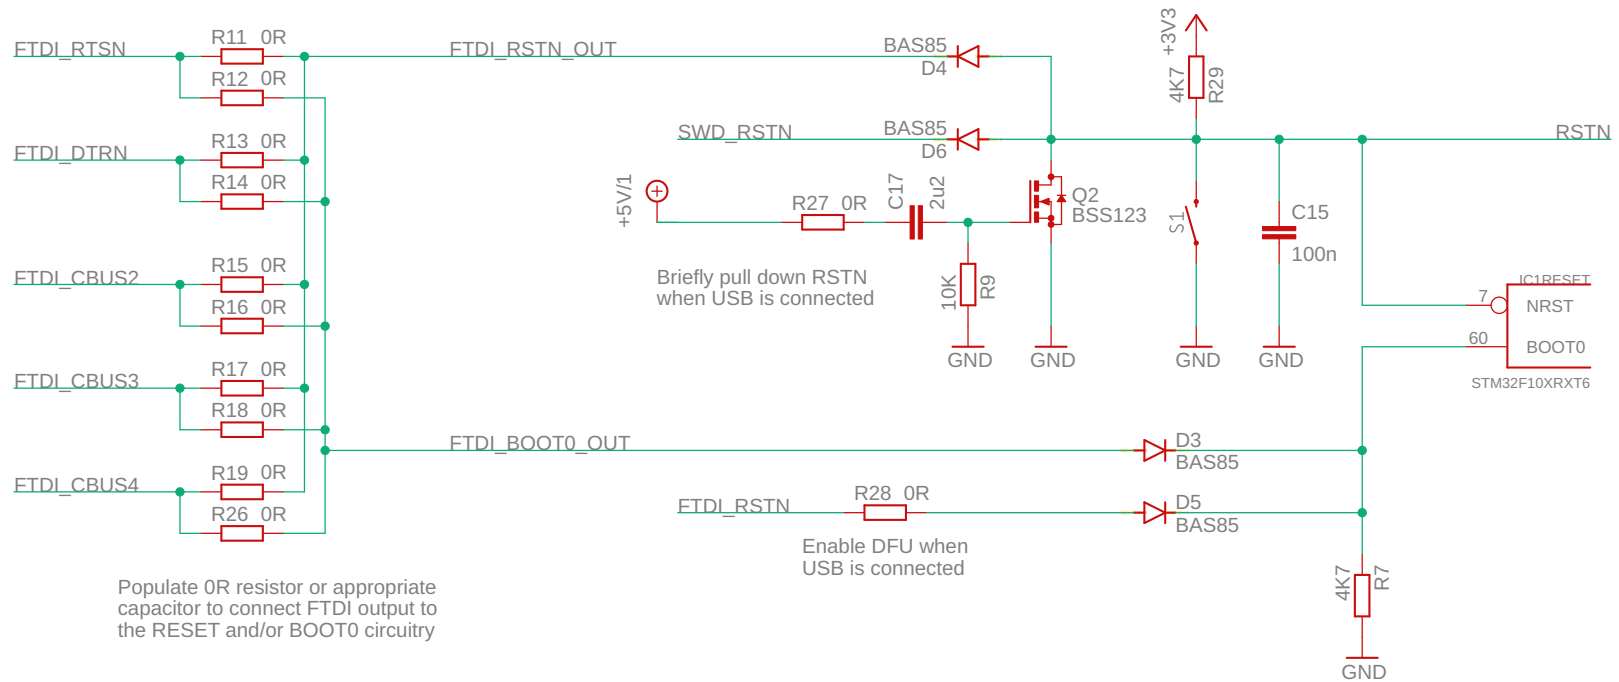 FTDI_RTSN
R11 0R
R12 0R
FTDI_RSTN_OUT
BAS85
D4
+3V3
4K7
R29
FTDI_DTRN
R13 0R
R14 0R
SWD_RSTN
BAS85
D6
RSTN
+5V/1
R27 0R
C17
2u2
Q2
BSS123
S1
C15
100n
Briefly pull down RSTN
when USB is connected
10K
R9
GND
GND
GND
GND
FTDI_CBUS2
R15 0R
R16 0R
IC1RESET
7
NRST
60
BOOT0
STM32F10XRXT6
FTDI_CBUS3
R17 0R
R18 0R
FTDI_BOOT0_OUT
D3
BAS85
FTDI_CBUS4
R19 0R
R26 0R
FTDI_RSTN
R28 0R
D5
BAS85
Enable DFU when
USB is connected
4K7
R7
GND
Populate 0R resistor or appropriate
capacitor to connect FTDI output to
the RESET and/or BOOT0 circuitry